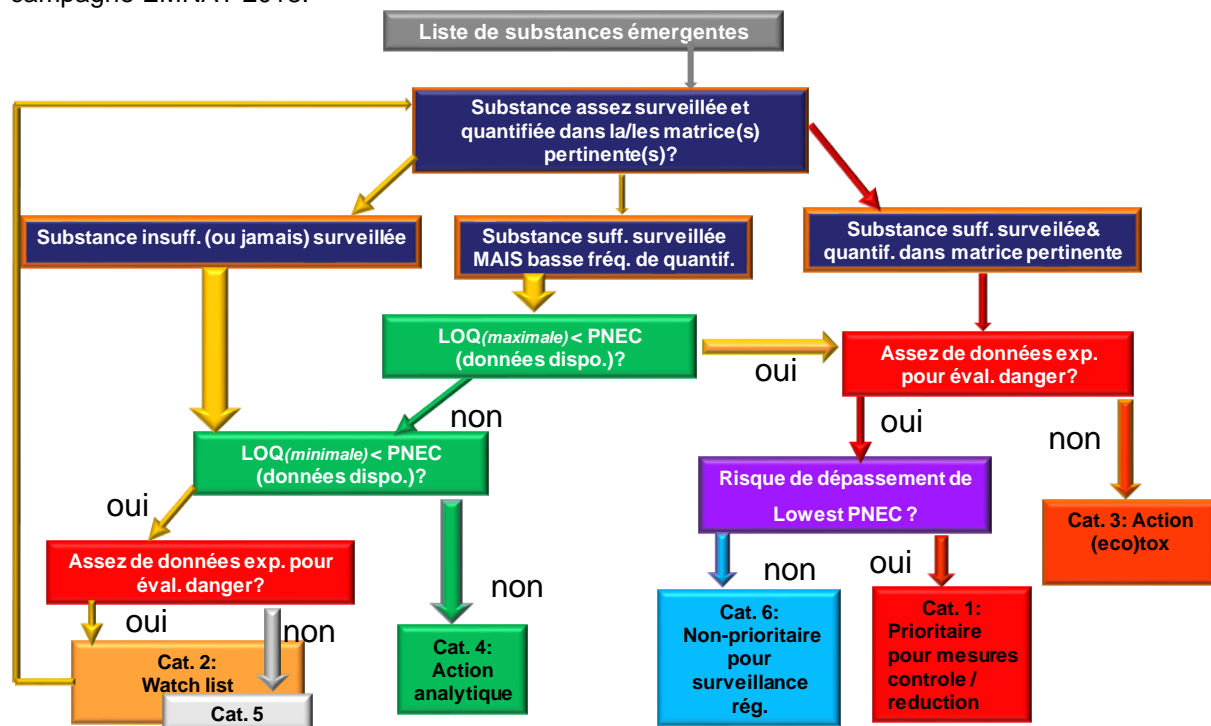 campagne EMNAT 2018.
Liste de substances émergentes
Substance assez surveillée et
quantifiée dans la/les matrice(s)
pertinente(s)?
Substance insuff. (ou jamais) surveillée
Substance suff. surveillée
MAIS basse fréq. de quantif.
Substance suff. surveilée&
quantif. dans matrice pertinente
LOQ(maximale) < PNEC
(données dispo.)?
oui
Assez de données exp.
pour éval. danger?
non
oui
non
LOQ(minimale) < PNEC
(données dispo.)?
Risque de dépassement de
Lowest PNEC ?
oui
Cat. 3: Action
(eco)tox
Assez de données exp. pour
éval. danger?
non
non
oui
oui
non
Cat. 2:
Watch list
Cat. 5
Cat. 4:
Action
analytique
Cat. 6:
Non-prioritaire
pour
surveillance
rég.
Cat. 1:
Prioritaire
pour mesures
controle /
reduction